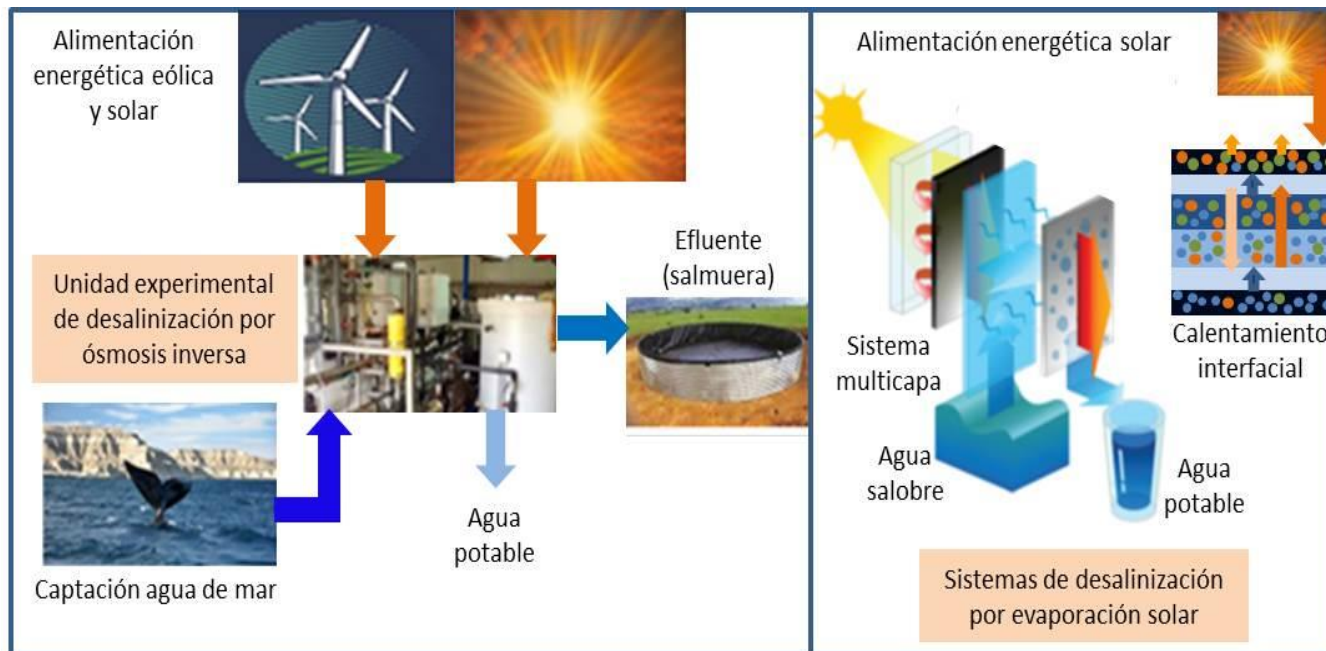 Alimentación
energética eólica
y solar
Unidad experimental
de desalinización por
ósmosis inversa
Efluente
(salmuera)
Captación agua de mar
Agua
potable
Alimentación energética solar
Sistema
multicapa
Calentamiento
interfacial
Agua
salobre
Agua
potable
Sistemas de desalinización
por evaporación solar